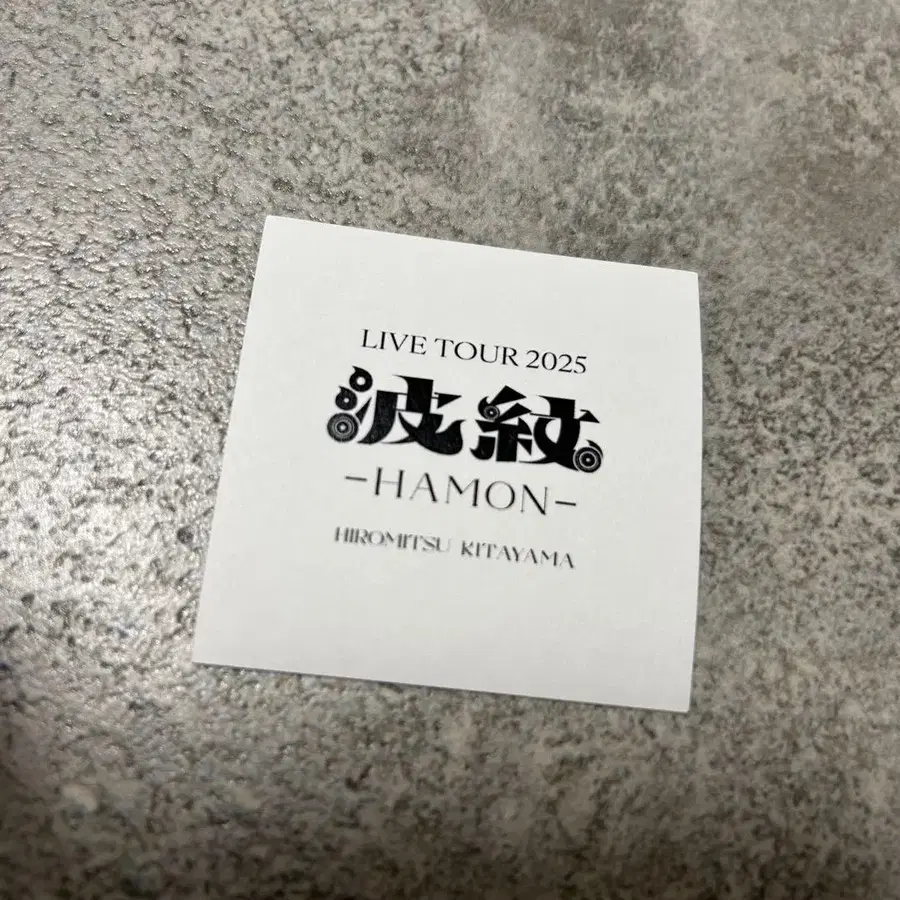 LIVE TOUR 2025
波紋
-HAMON-
HIROMITSU KITAYAMA